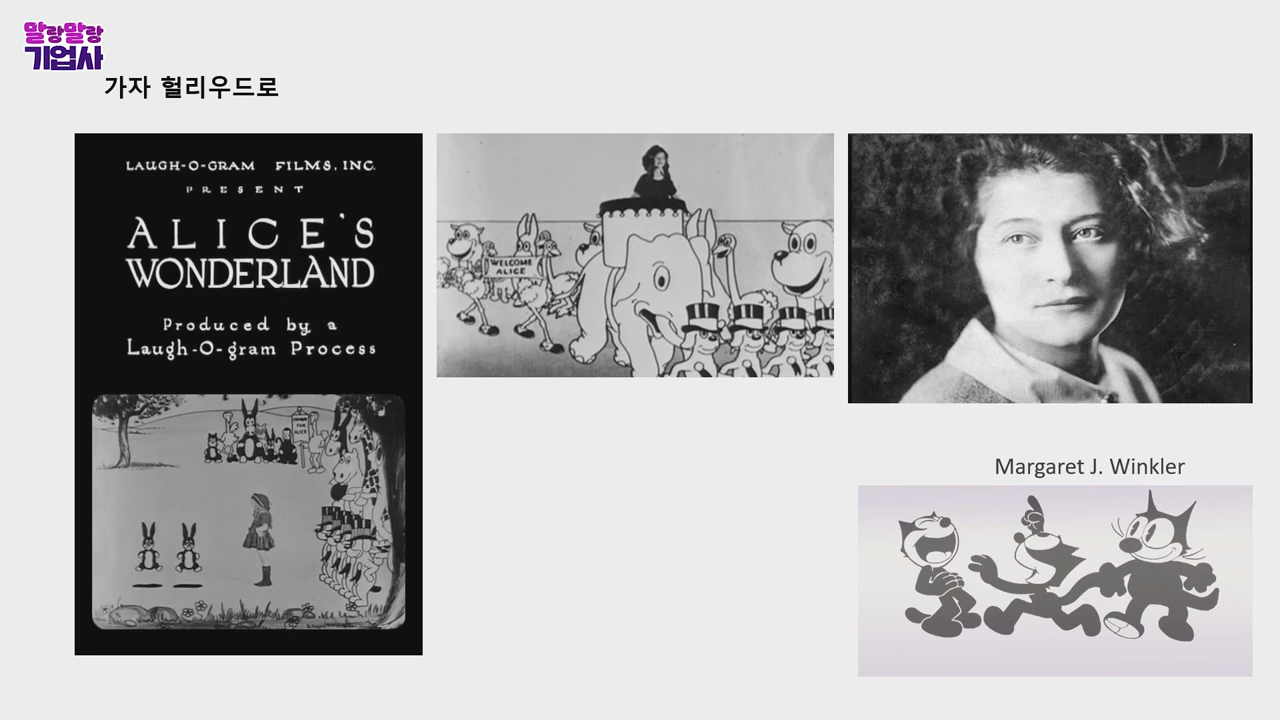 말랑말랑
기업사
가자 헐리우드로
LAUGH-O-GRAM FILMS, INC.
PRESENT
ALICE'S
WONDERLAND
Produced by a
Laugh-O-gram Process
WELCOME
ALICE
Margaret J. Winkler